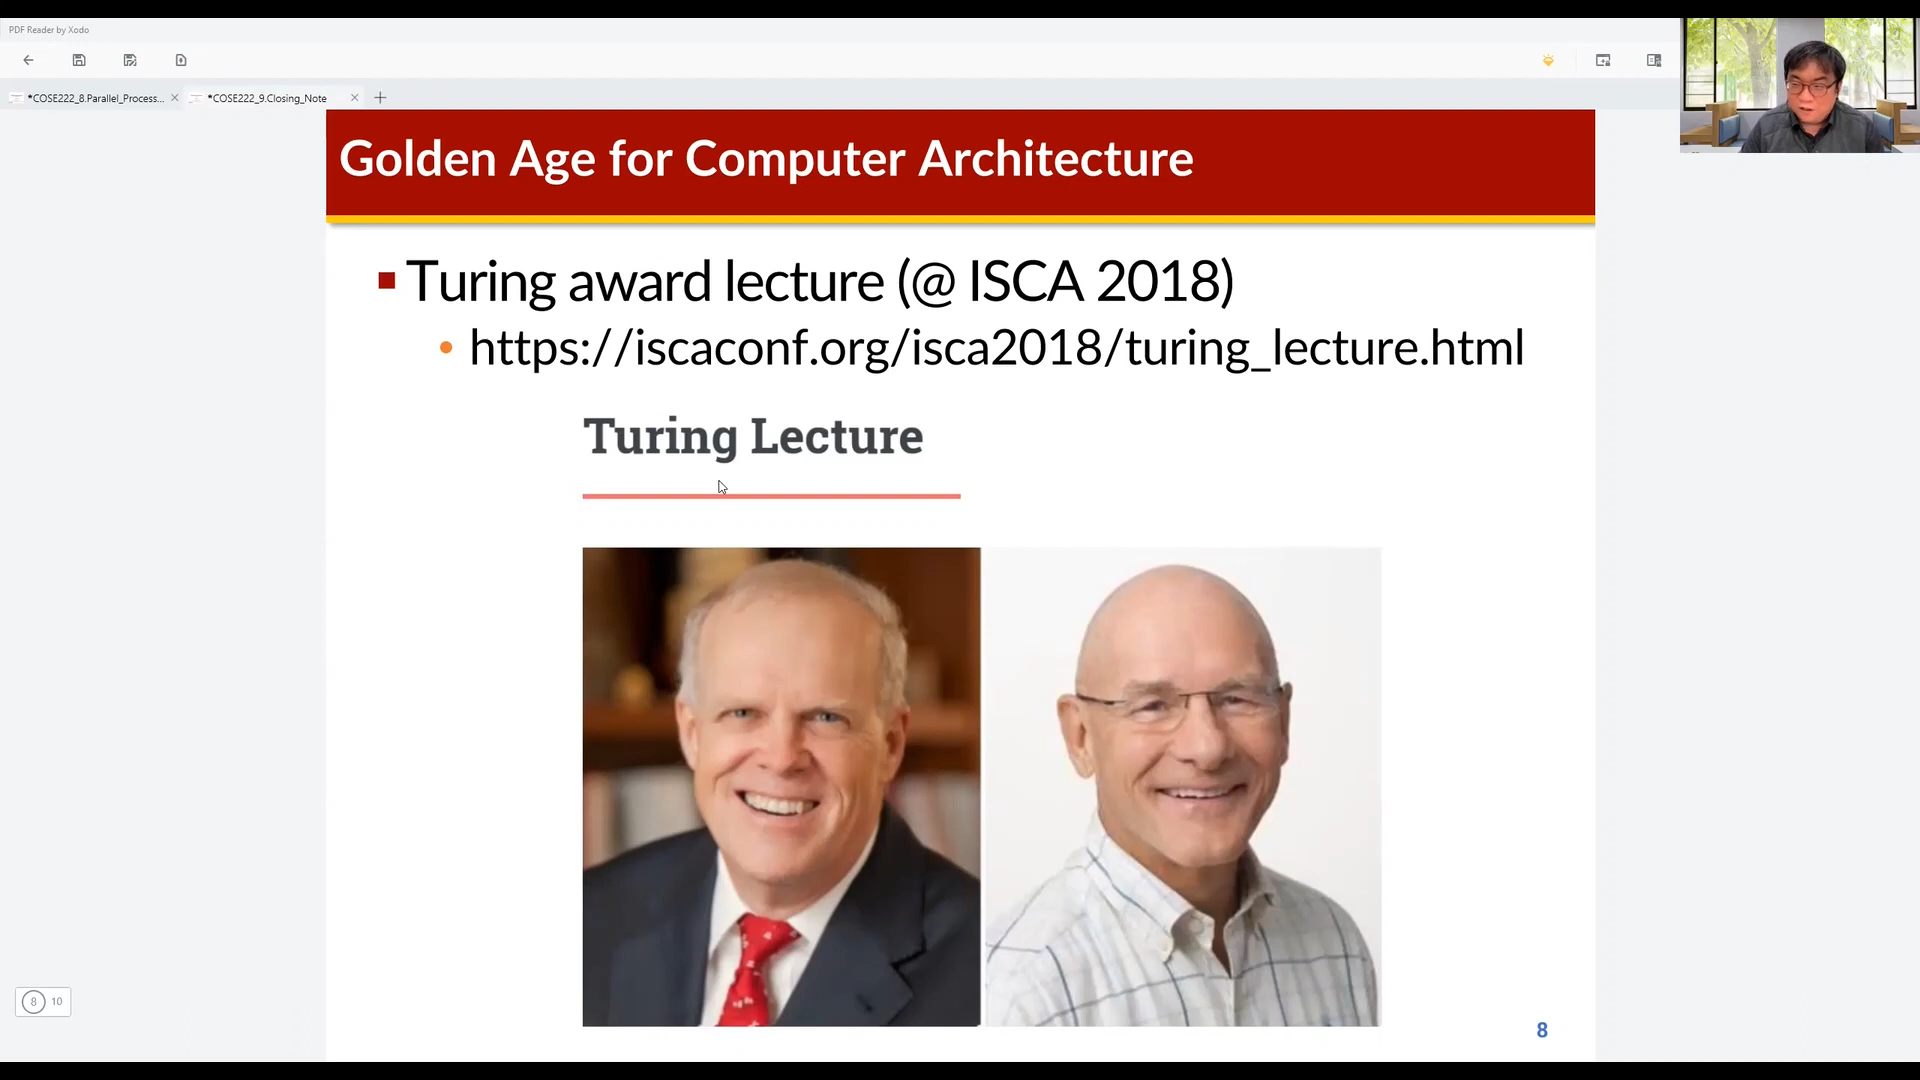 PDF Reader by Xodo
*COSE222_8.Parallel_Process...
*COSE222_9.Closing_Note
Golden Age for Computer Architecture
Turing award lecture (@ ISCA 2018)
https://iscaconf.org/isca2018/turing_lecture.html
Turing Lecture
8 10
8